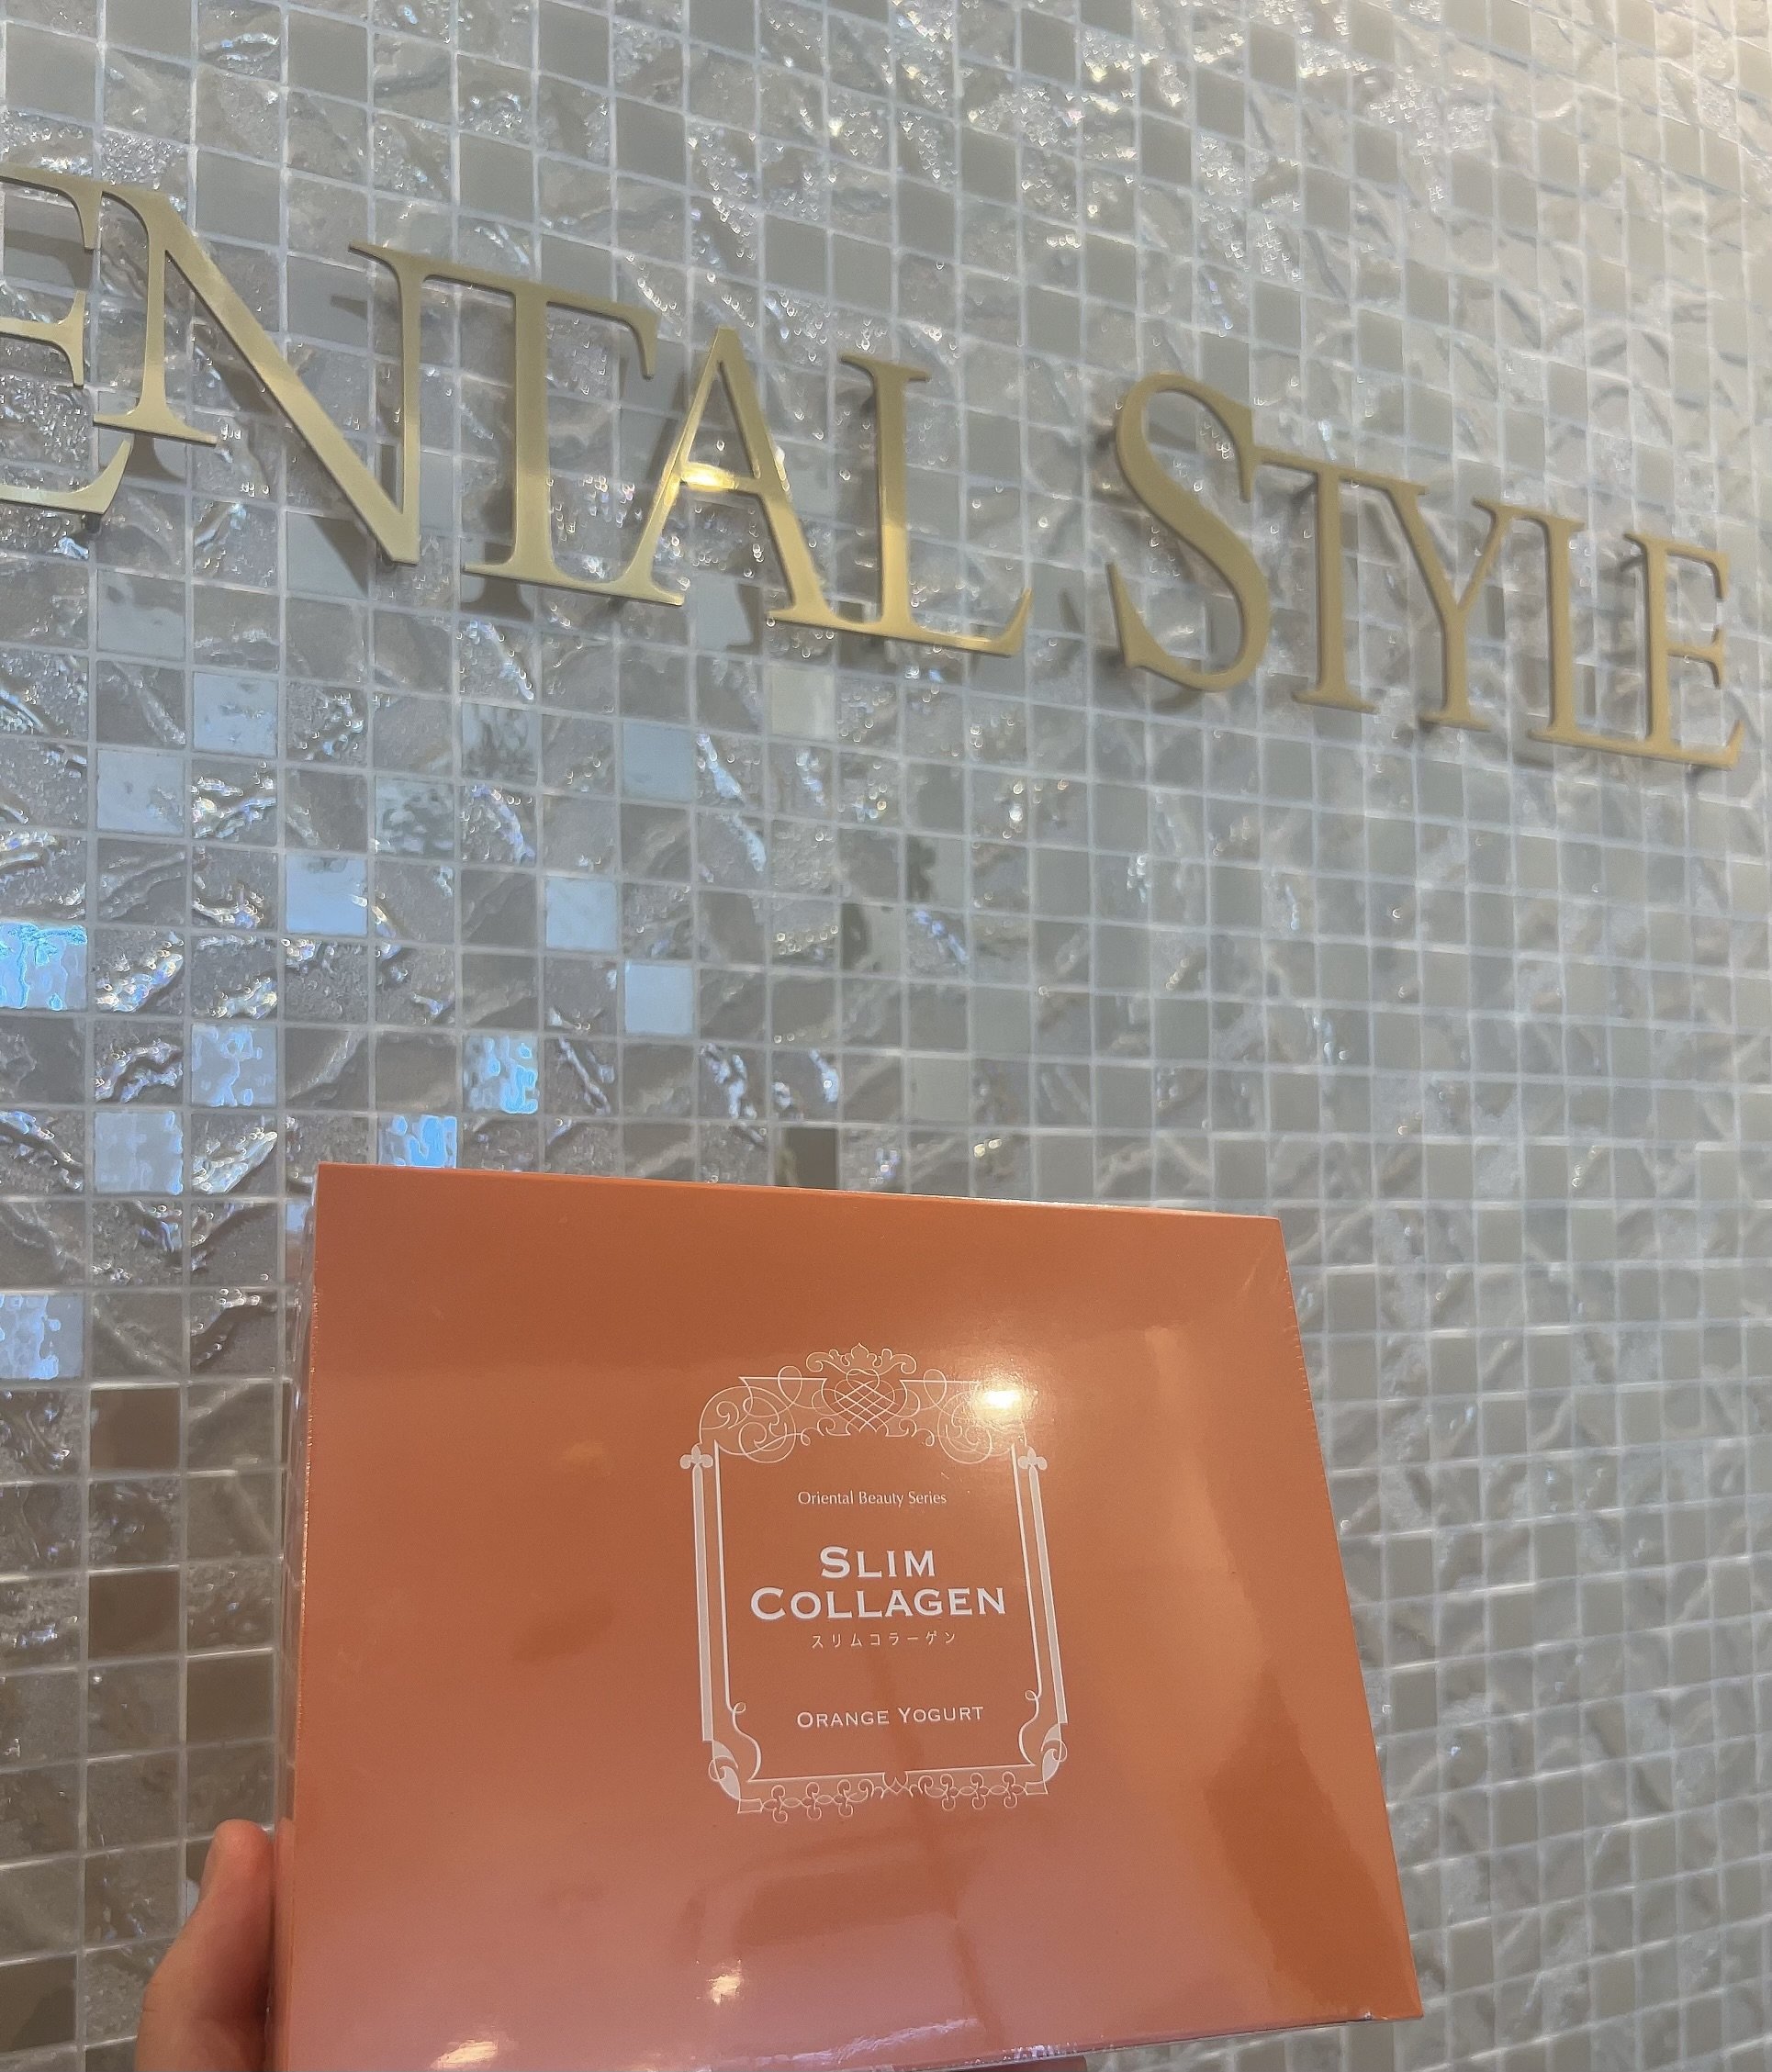 ENTAL STYLE
Oriental Beauty Series
SLIM
COLLAGEN
スリムコラーゲン
ORANGE YOGURT